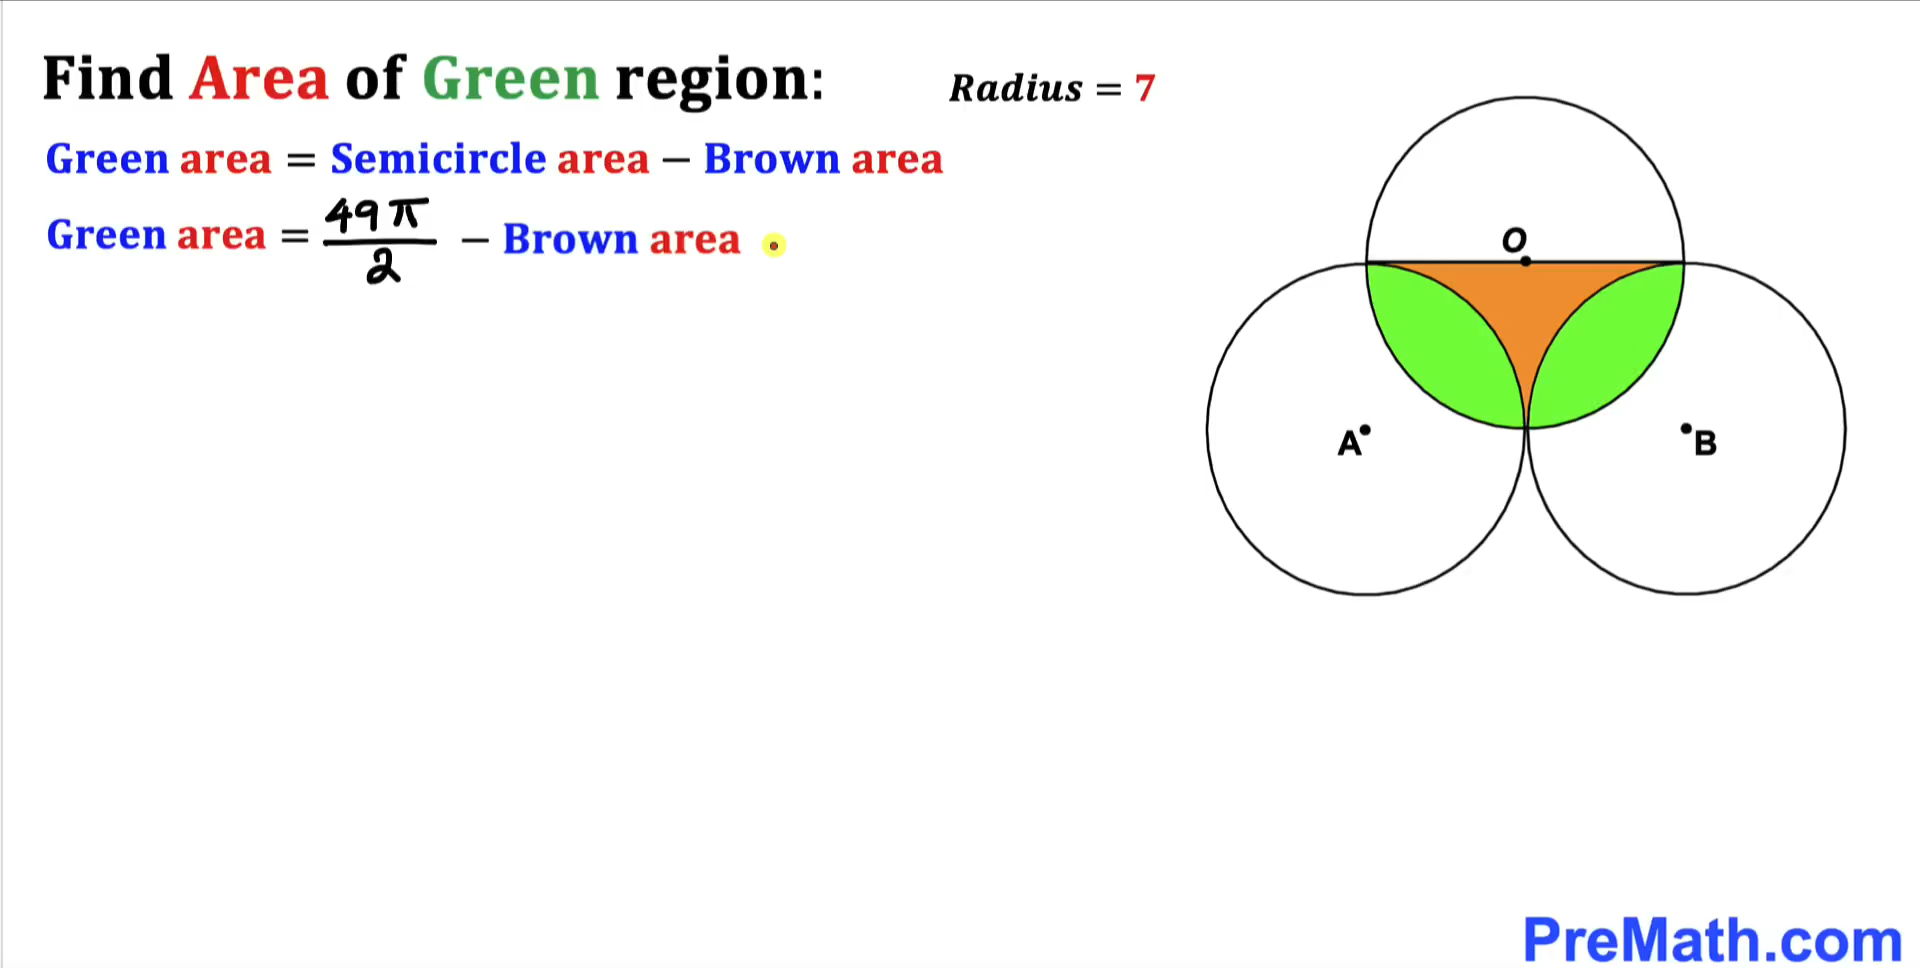 Find Area of Green region:
Radius = 7
Green area = Semicircle area − Brown area
Green area = 49π/2 − Brown area
O
A
B
PreMath.com